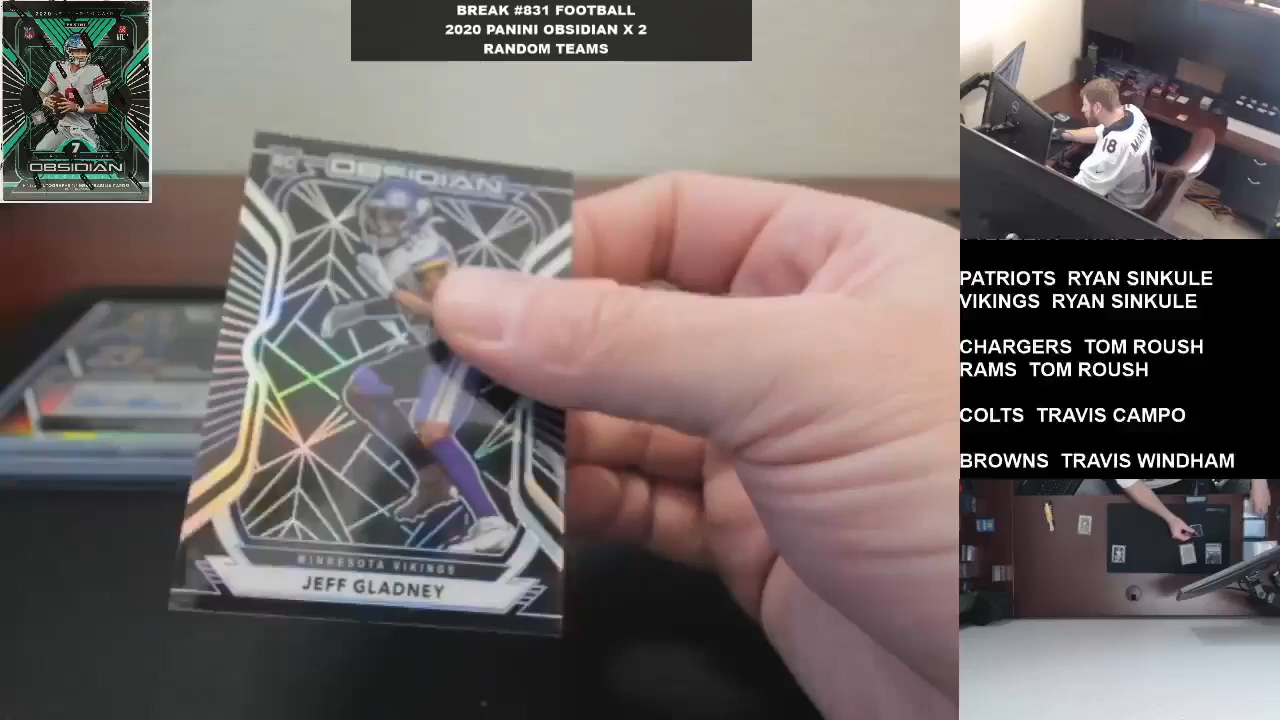 BREAK #831 FOOTBALL
2020 PANINI OBSIDIAN X 2
RANDOM TEAMS
PANINI
7
OBSIDIAN
OBSIDIAN
MINNESOTA VIKINGS
JEFF GLADNEY
18
PATRIOTS RYAN SINKULE
VIKINGS RYAN SINKULE
CHARGERS TOM ROUSH
RAMS TOM ROUSH
COLTS TRAVIS CAMPO
BROWNS TRAVIS WINDHAM